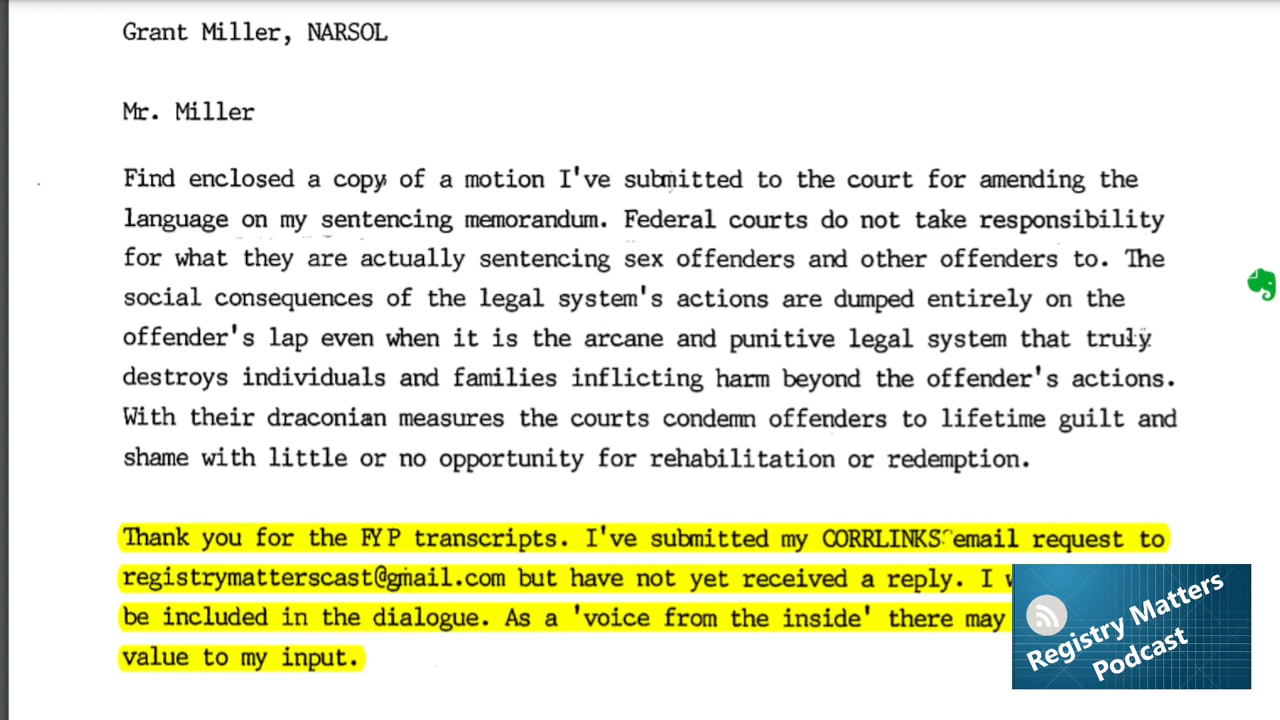 Grant Miller, NARSOL
Mr. Miller
Find enclosed a copy of a motion I've submitted to the court for amending the
language on my sentencing memorandum. Federal courts do not take responsibility
for what they are actually sentencing sex offenders and other offenders to. The
social consequences of the legal system's actions are dumped entirely on the
offender's lap even when it is the arcane and punitive legal system that truly
destroys individuals and families inflicting harm beyond the offender's actions.
With their draconian measures the courts condemn offenders to lifetime guilt and
shame with little or no opportunity for rehabilitation or redemption.
Thank you for the FYP transcripts. I've submitted my CORRLINKS email request to
registrymatterscast@gmail.com but have not yet received a reply. I
be included in the dialogue. As a 'voice from the inside' there may
value to my input.
Registry Matters
Podcast